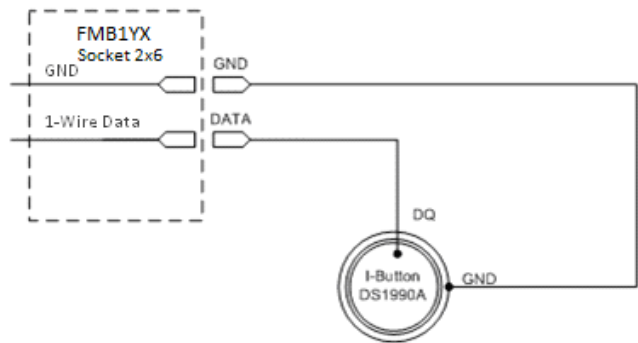 FMB1YX
Socket 2x6
GND
GND
1-Wire Data
DATA
DQ
I-Button
DS1990A
GND